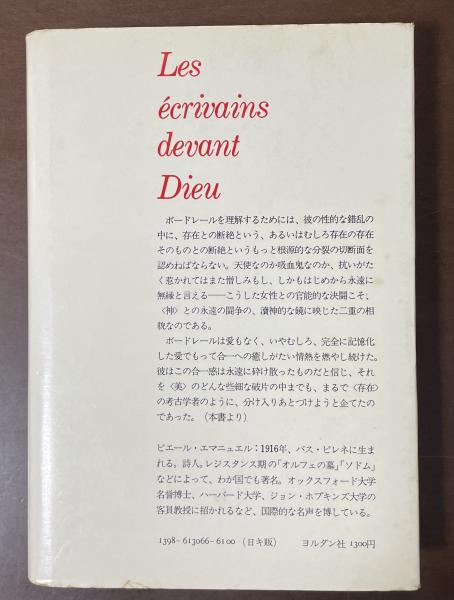 Les
écrivains
devant
Dieu
ボードレールを理解するためには、彼の性的な錯乱の
中に、存在との断絶という、あるいはむしろ存在の存在
そのものとの断絶というもっと根源的な分裂の切断面を
認めねばならない。天使なのか吸血鬼なのか、抗いがた
く惹かれてはまた憎しみもし、しかもはじめから永遠に
無縁と言える——こうした女性との官能的な決闘こそ、
〈神〉との永遠の闘争の、瀆神的な鏡に映じた二重の相
貌なのである。
ボードレールは愛もなく、いやむしろ、完全に記憶化
した愛でもって合一への癒しがたい情熱を燃やし続けた。
彼はこの合一感は永遠に砕け散ったものだと信じ、それ
を〈美〉のどんな些細な破片の中までも、まるで〈存在〉
の考古学者のように、分け入りあとづけようと企てたの
であった。（本書より）
ピエール・エマニュエル：1916年、バス・ピレネに生ま
れる。詩人。レジスタンス期の「オルフェの墓」「ソドム」
などによって、わが国でも著名。オックスフォード大学
名誉博士、ハーバード大学、ジョン・ホプキンズ大学の
客員教授に招かれるなど、国際的な名声を博している。
1398-613066-6100（日キ販） ヨルダン社 1300円